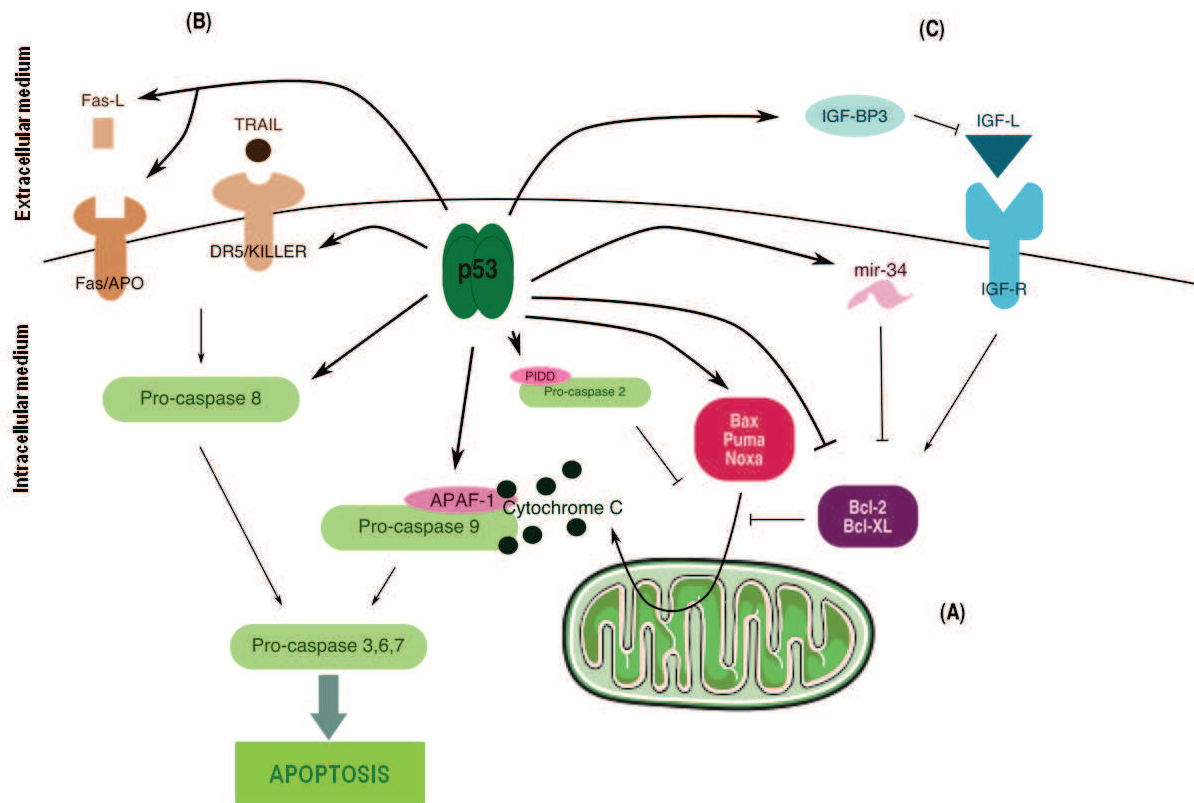 (B)
(C)
Extracellular medium
Fas-L
TRAIL
IGF-BP3
IGF-L
DR5/KILLER
Fas/APO
p53
mir-34
IGF-R
Intracellular medium
Pro-caspase 8
PIDD
Pro-caspase 2
Bax
Puma
Noxa
APAF-1
Cytochrome C
Pro-caspase 9
Bcl-2
Bcl-XL
(A)
Pro-caspase 3,6,7
APOPTOSIS